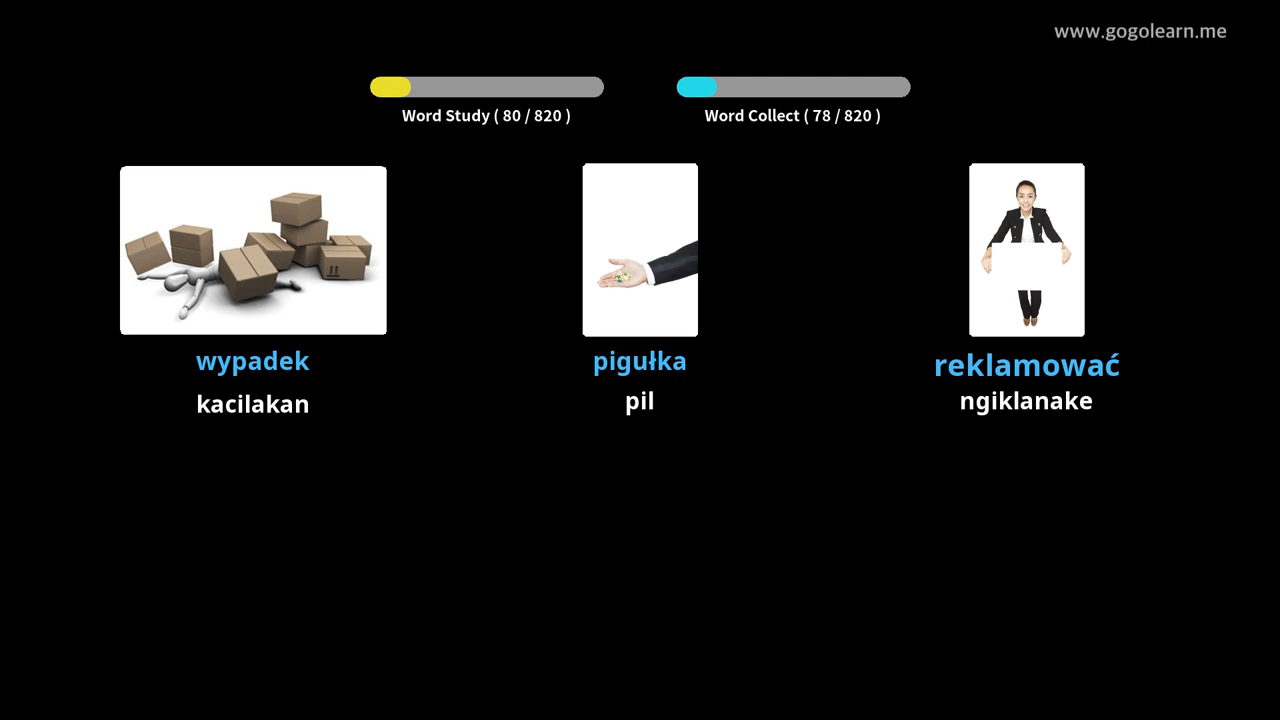 www.gogolearn.me
Word Study ( 80 / 820 )
Word Collect ( 78 / 820 )
wypadek
kacilakan
pigułka
pil
reklamować
ngiklanake